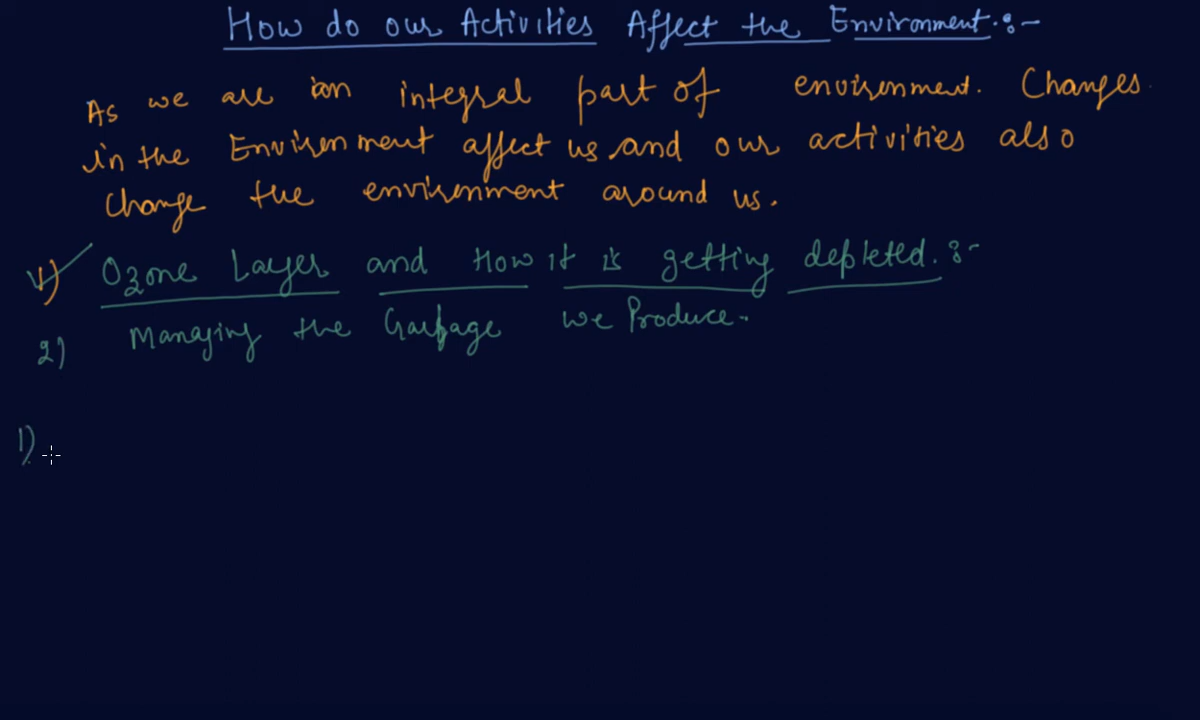 How do our Activities Affect the Environment :-
As we are an integral part of environment. Changes
in the Environment affect us and our activities also
change the environment around us.
1) Ozone Layer and How it is getting depleted. :-
2) Managing the Garbage we Produce.
1)